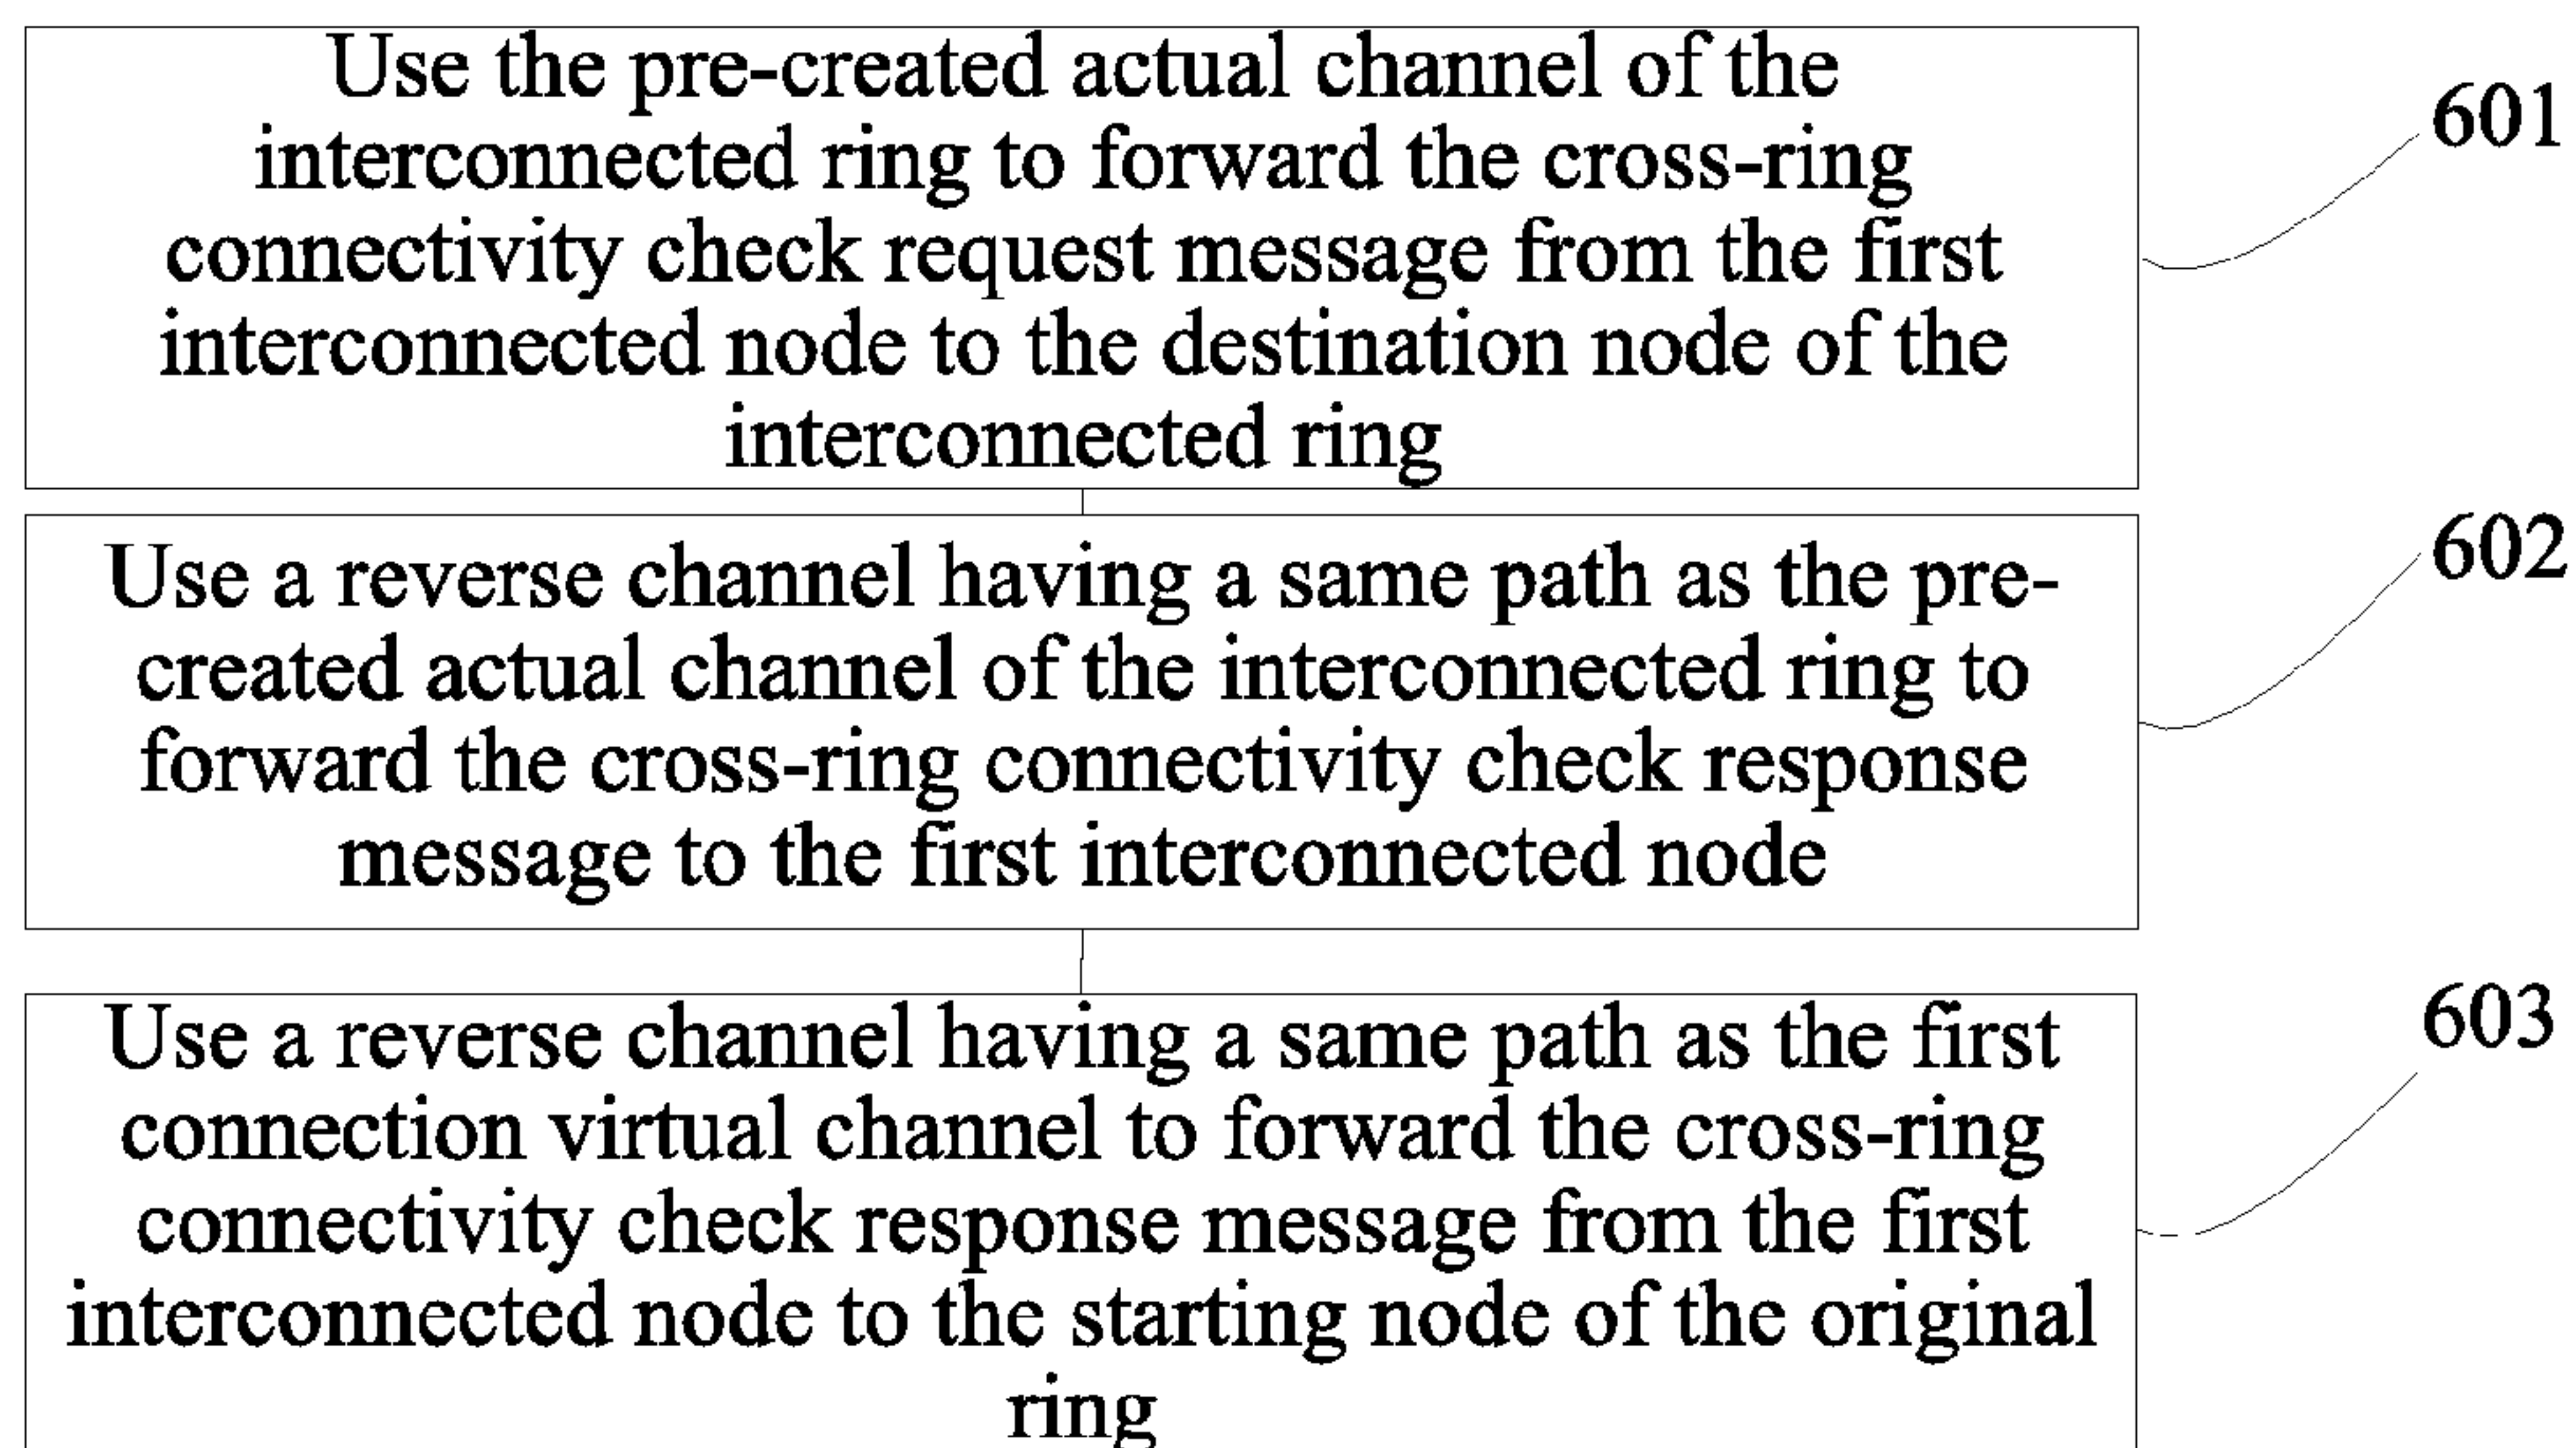 Use the pre-created actual channel of the
interconnected ring to forward the cross-ring
connectivity check request message from the first
interconnected node to the destination node of the
interconnected ring
601
Use a reverse channel having a same path as the pre-
created actual channel of the interconnected ring to
forward the cross-ring connectivity check response
message to the first interconnected node
602
Use a reverse channel having a same path as the first
connection virtual channel to forward the cross-ring
connectivity check response message from the first
interconnected node to the starting node of the original
ring
603